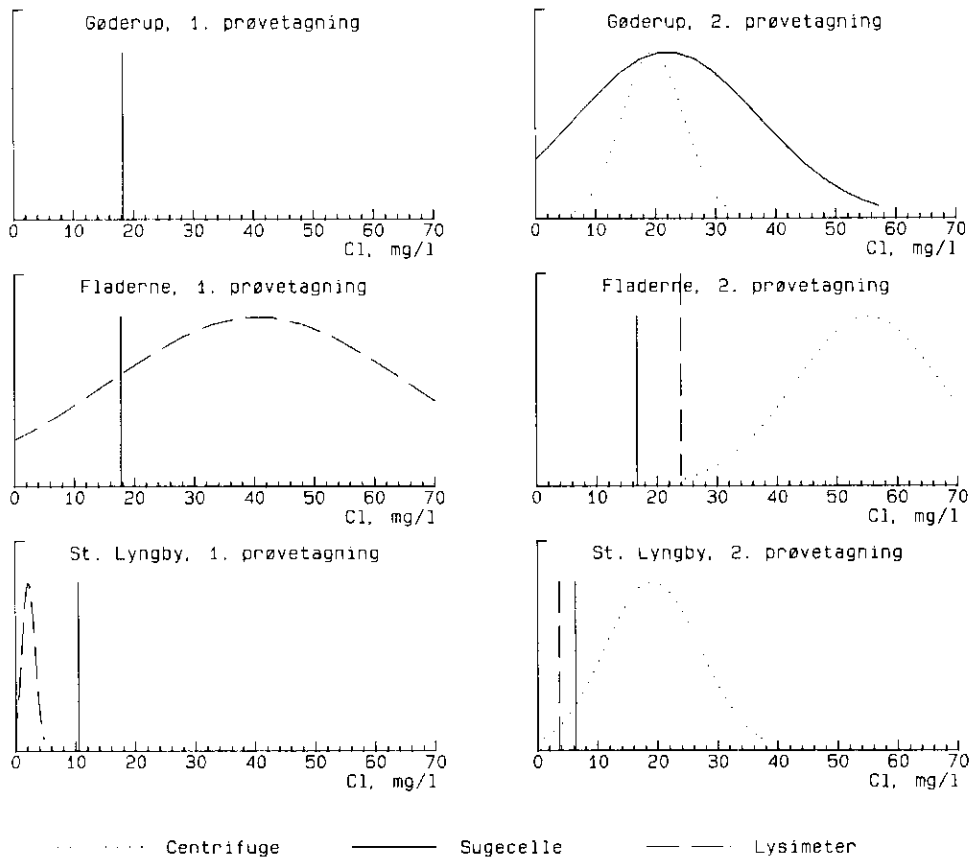 Gøderup, 1. prøvetagning
0 10 20 30 40 50 60 70
Cl, mg/l
Gøderup, 2. prøvetagning
0 10 20 30 40 50 60 70
Cl, mg/l
Fladerne, 1. prøvetagning
0 10 20 30 40 50 60 70
Cl, mg/l
Fladerne, 2. prøvetagning
0 10 20 30 40 50 60 70
Cl, mg/l
St. Lyngby, 1. prøvetagning
0 10 20 30 40 50 60 70
Cl, mg/l
St. Lyngby, 2. prøvetagning
0 10 20 30 40 50 60 70
Cl, mg/l
Centrifuge Sugecelle Lysimeter